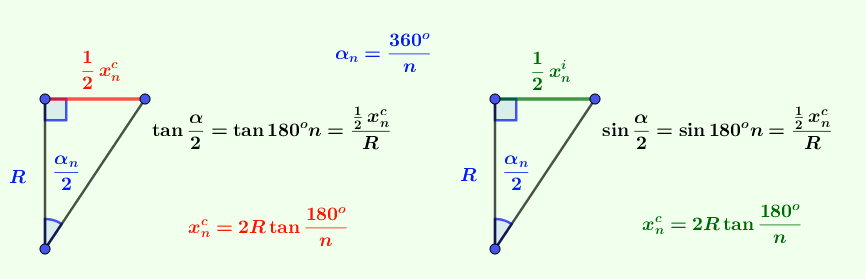 α_n = 360^o / n
1/2 x_n^c
tan α/2 = tan 180^o n = (1/2 x_n^c) / R
R
α_n / 2
x_n^c = 2R tan 180^o / n
1/2 x_n^i
sin α/2 = sin 180^o n = (1/2 x_n^c) / R
R
α_n / 2
x_n^c = 2R tan 180^o / n